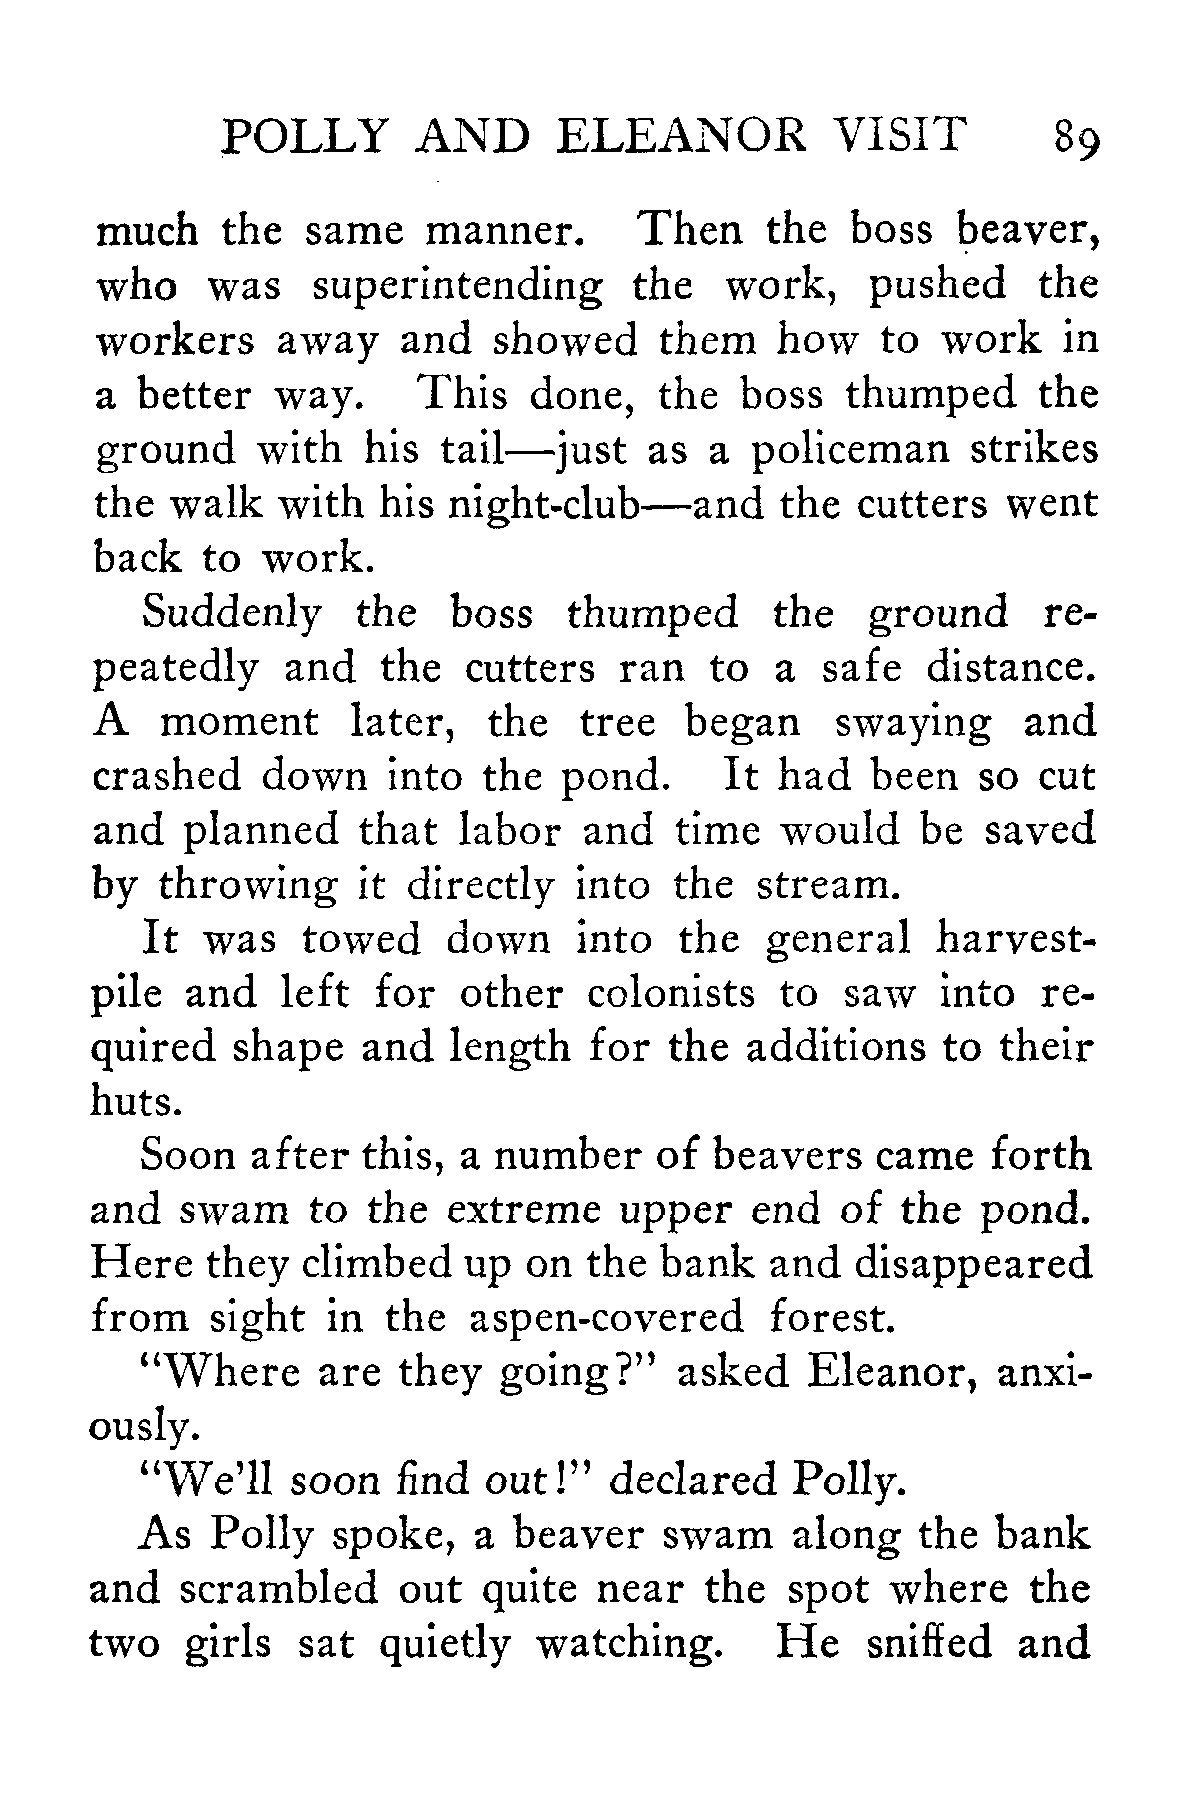 POLLY AND ELEANOR VISIT 89
much the same manner. Then the boss beaver,
who was superintending the work, pushed the
workers away and showed them how to work in
a better way. This done, the boss thumped the
ground with his tail—just as a policeman strikes
the walk with his night-club—and the cutters went
back to work.
Suddenly the boss thumped the ground re-
peatedly and the cutters ran to a safe distance.
A moment later, the tree began swaying and
crashed down into the pond. It had been so cut
and planned that labor and time would be saved
by throwing it directly into the stream.
It was towed down into the general harvest-
pile and left for other colonists to saw into re-
quired shape and length for the additions to their
huts.
Soon after this, a number of beavers came forth
and swam to the extreme upper end of the pond.
Here they climbed up on the bank and disappeared
from sight in the aspen-covered forest.
"Where are they going?" asked Eleanor, anxi-
ously.
"We'll soon find out!" declared Polly.
As Polly spoke, a beaver swam along the bank
and scrambled out quite near the spot where the
two girls sat quietly watching. He sniffed and